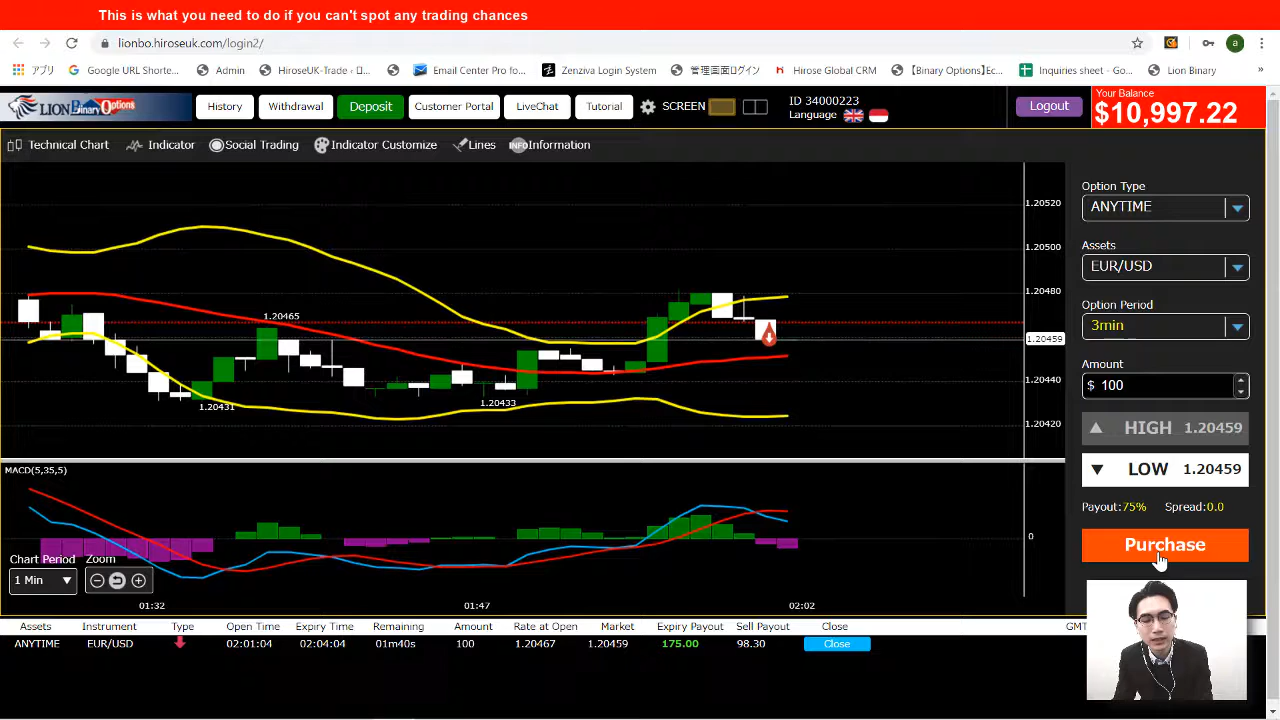 This is what you need to do if you can't spot any trading chances
lionbo.hiroseuk.com/login2/
アプリ Google URL Shorte... Admin HiroseUK-Trade ‹ ロ... Email Center Pro fo... Zenziva Login System 管理画面ログイン Hirose Global CRM 【Binary Options】Ec... Inquiries sheet - Go... Lion Binary »
LION Binary Options History Withdrawal Deposit Customer Portal LiveChat Tutorial SCREEN ID 34000223 Language Logout Your Balance $10,997.22
Technical Chart Indicator Social Trading Indicator Customize Lines INFO Information
Option Type
ANYTIME
Assets
EUR/USD
Option Period
3min
Amount
$ 100
HIGH 1.20459
LOW 1.20459
Payout:75% Spread:0.0
Purchase
1.20520
1.20500
1.20480
1.20459
1.20440
1.20420
1.20465
1.20431
1.20433
MACD(5,35,5)
0
Chart Period Zoom
1 Min
01:32 01:47 02:02
Assets Instrument Type Open Time Expiry Time Remaining Amount Rate at Open Market Expiry Payout Sell Payout Close GMT
ANYTIME EUR/USD 02:01:04 02:04:04 01m40s 100 1.20467 1.20459 175.00 98.30 Close